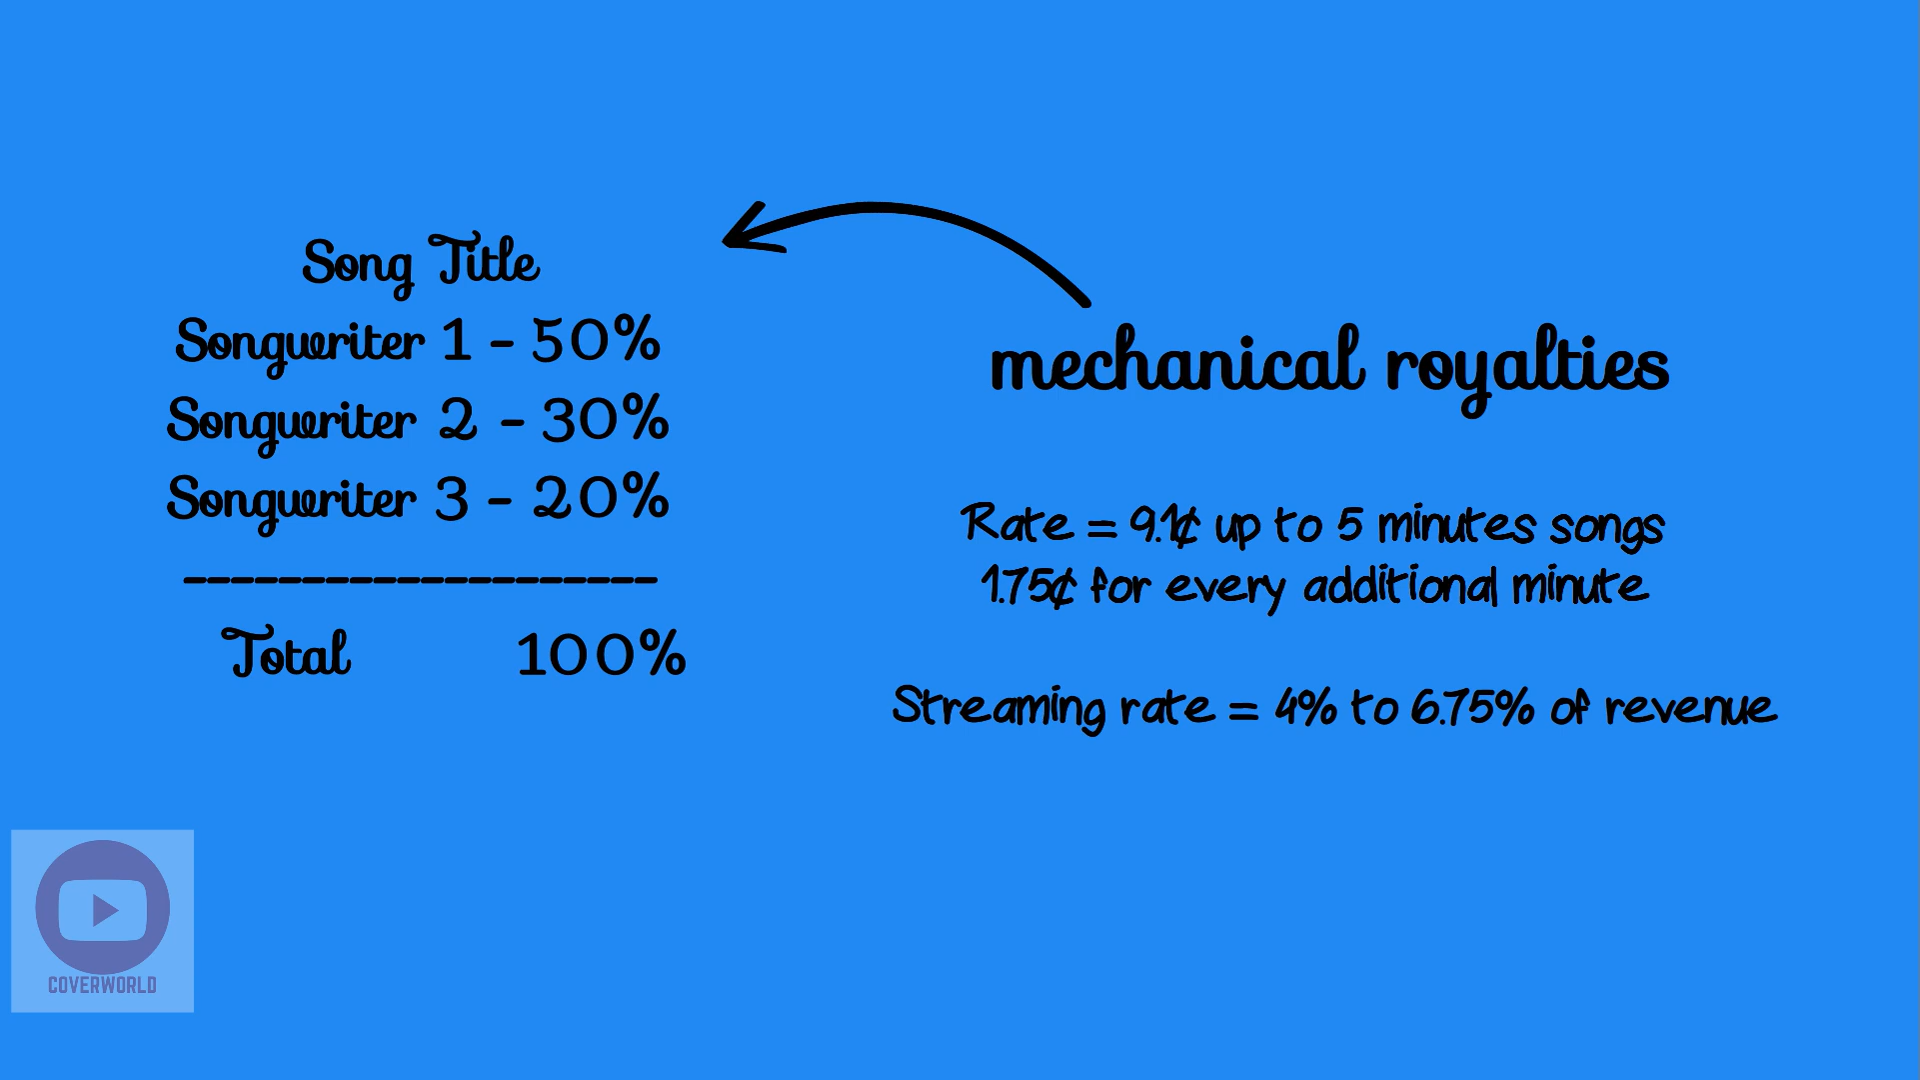 Song Title
Songwriter 1 - 50%
Songwriter 2 - 30%
Songwriter 3 - 20%
--------------------
Total 100%
mechanical royalties
Rate = 9.1¢ up to 5 minutes songs
1.75¢ for every additional minute
Streaming rate = 4% to 6.75% of revenue
COVERWORLD